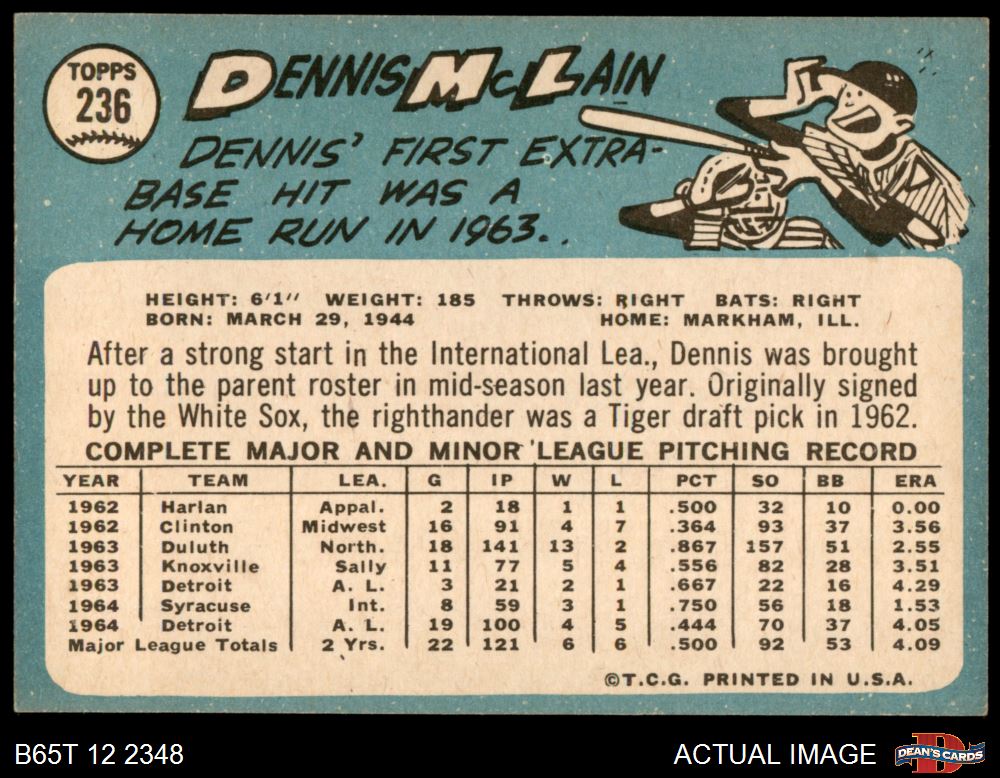 TOPPS
236
DENNIS McLAIN
DENNIS' FIRST EXTRA-
BASE HIT WAS A
HOME RUN IN 1963..
HEIGHT: 6'1" WEIGHT: 185 THROWS: RIGHT BATS: RIGHT
BORN: MARCH 29, 1944 HOME: MARKHAM, ILL.
After a strong start in the International Lea., Dennis was brought
up to the parent roster in mid-season last year. Originally signed
by the White Sox, the righthander was a Tiger draft pick in 1962.
COMPLETE MAJOR AND MINOR LEAGUE PITCHING RECORD
YEAR TEAM LEA. G IP W L PCT SO BB ERA
1962 Harlan Appal. 2 18 1 1 .500 32 10 0.00
1962 Clinton Midwest 16 91 4 7 .364 93 37 3.56
1963 Duluth North. 18 141 13 2 .867 157 51 2.55
1963 Knoxville Sally 11 77 5 4 .556 82 28 3.51
1963 Detroit A. L. 3 21 2 1 .667 22 16 4.29
1964 Syracuse Int. 8 59 3 1 .750 56 18 1.53
1964 Detroit A. L. 19 100 4 5 .444 70 37 4.05
Major League Totals 2 Yrs. 22 121 6 6 .500 92 53 4.09
©T.C.G. PRINTED IN U.S.A.
B65T 12 2348 ACTUAL IMAGE
D
DEAN'S CARDS